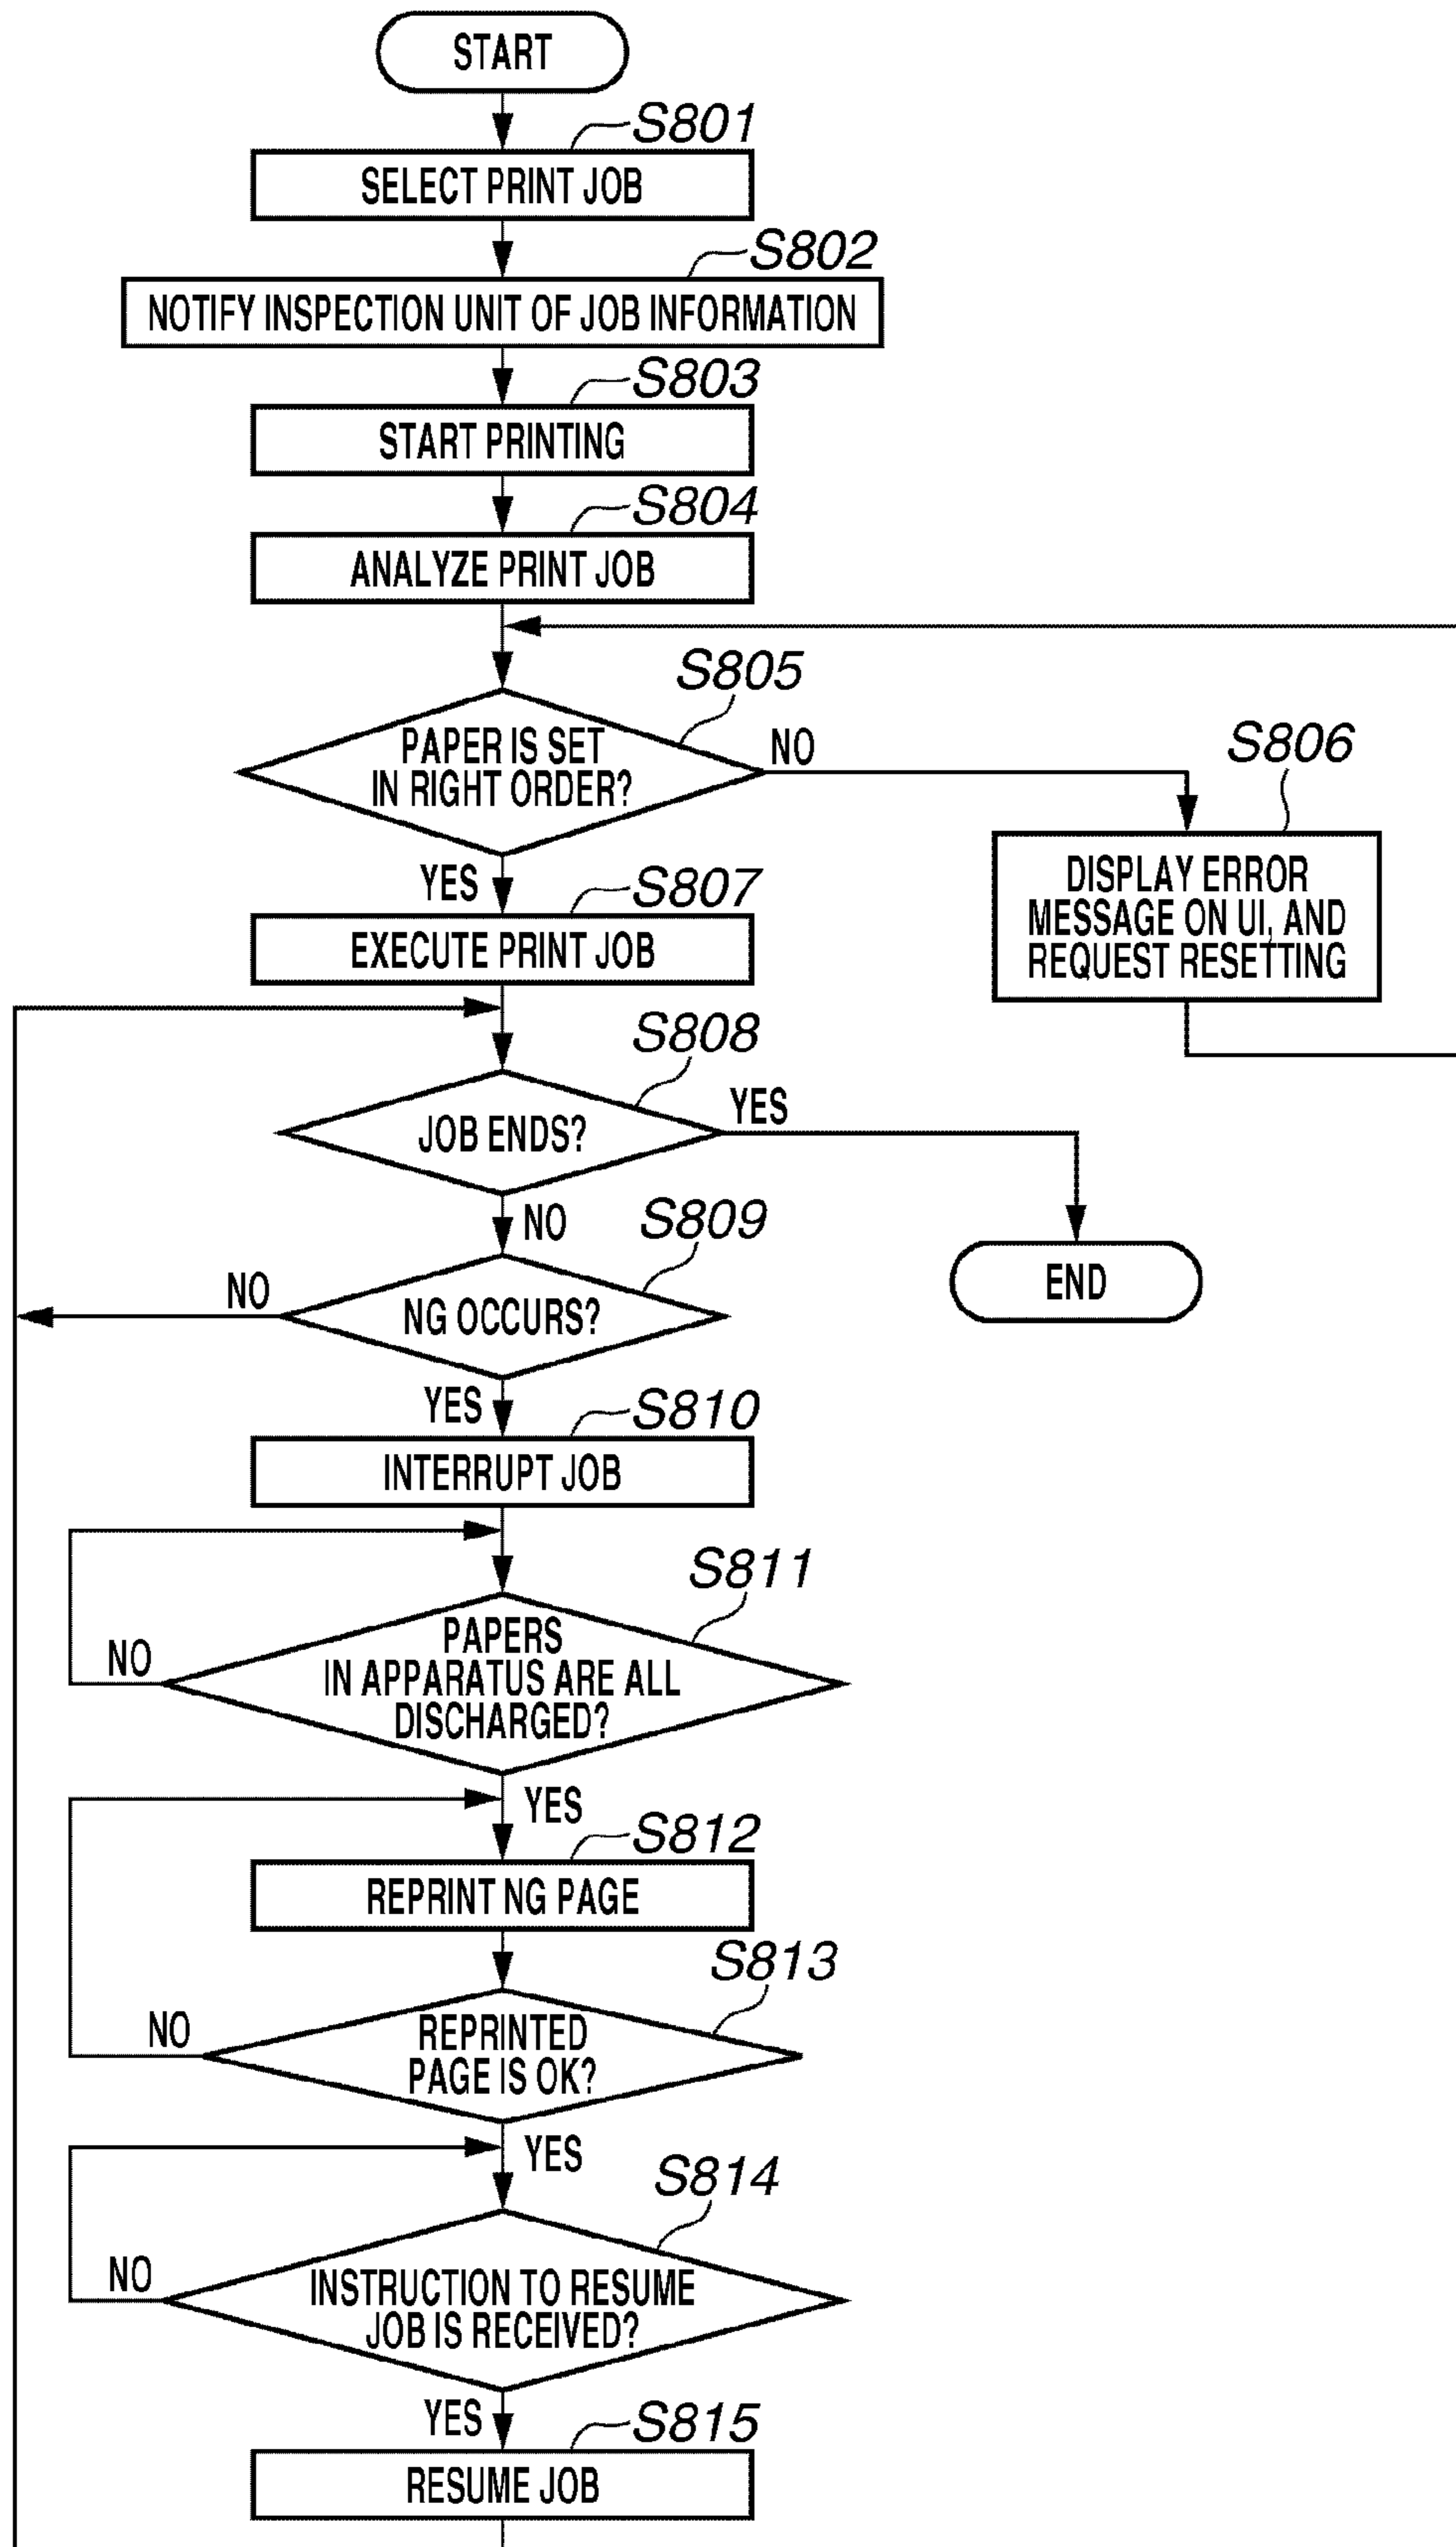 START
S801
SELECT PRINT JOB
S802
NOTIFY INSPECTION UNIT OF JOB INFORMATION
S803
START PRINTING
S804
ANALYZE PRINT JOB
S805
PAPER IS SET
IN RIGHT ORDER?
NO
S806
DISPLAY ERROR
MESSAGE ON UI, AND
REQUEST RESETTING
YES
S807
EXECUTE PRINT JOB
S808
JOB ENDS?
YES
END
NO
S809
NG OCCURS?
NO
YES
S810
INTERRUPT JOB
S811
PAPERS
IN APPARATUS ARE ALL
DISCHARGED?
NO
YES
S812
REPRINT NG PAGE
S813
REPRINTED
PAGE IS OK?
NO
YES
S814
INSTRUCTION TO RESUME
JOB IS RECEIVED?
NO
YES
S815
RESUME JOB